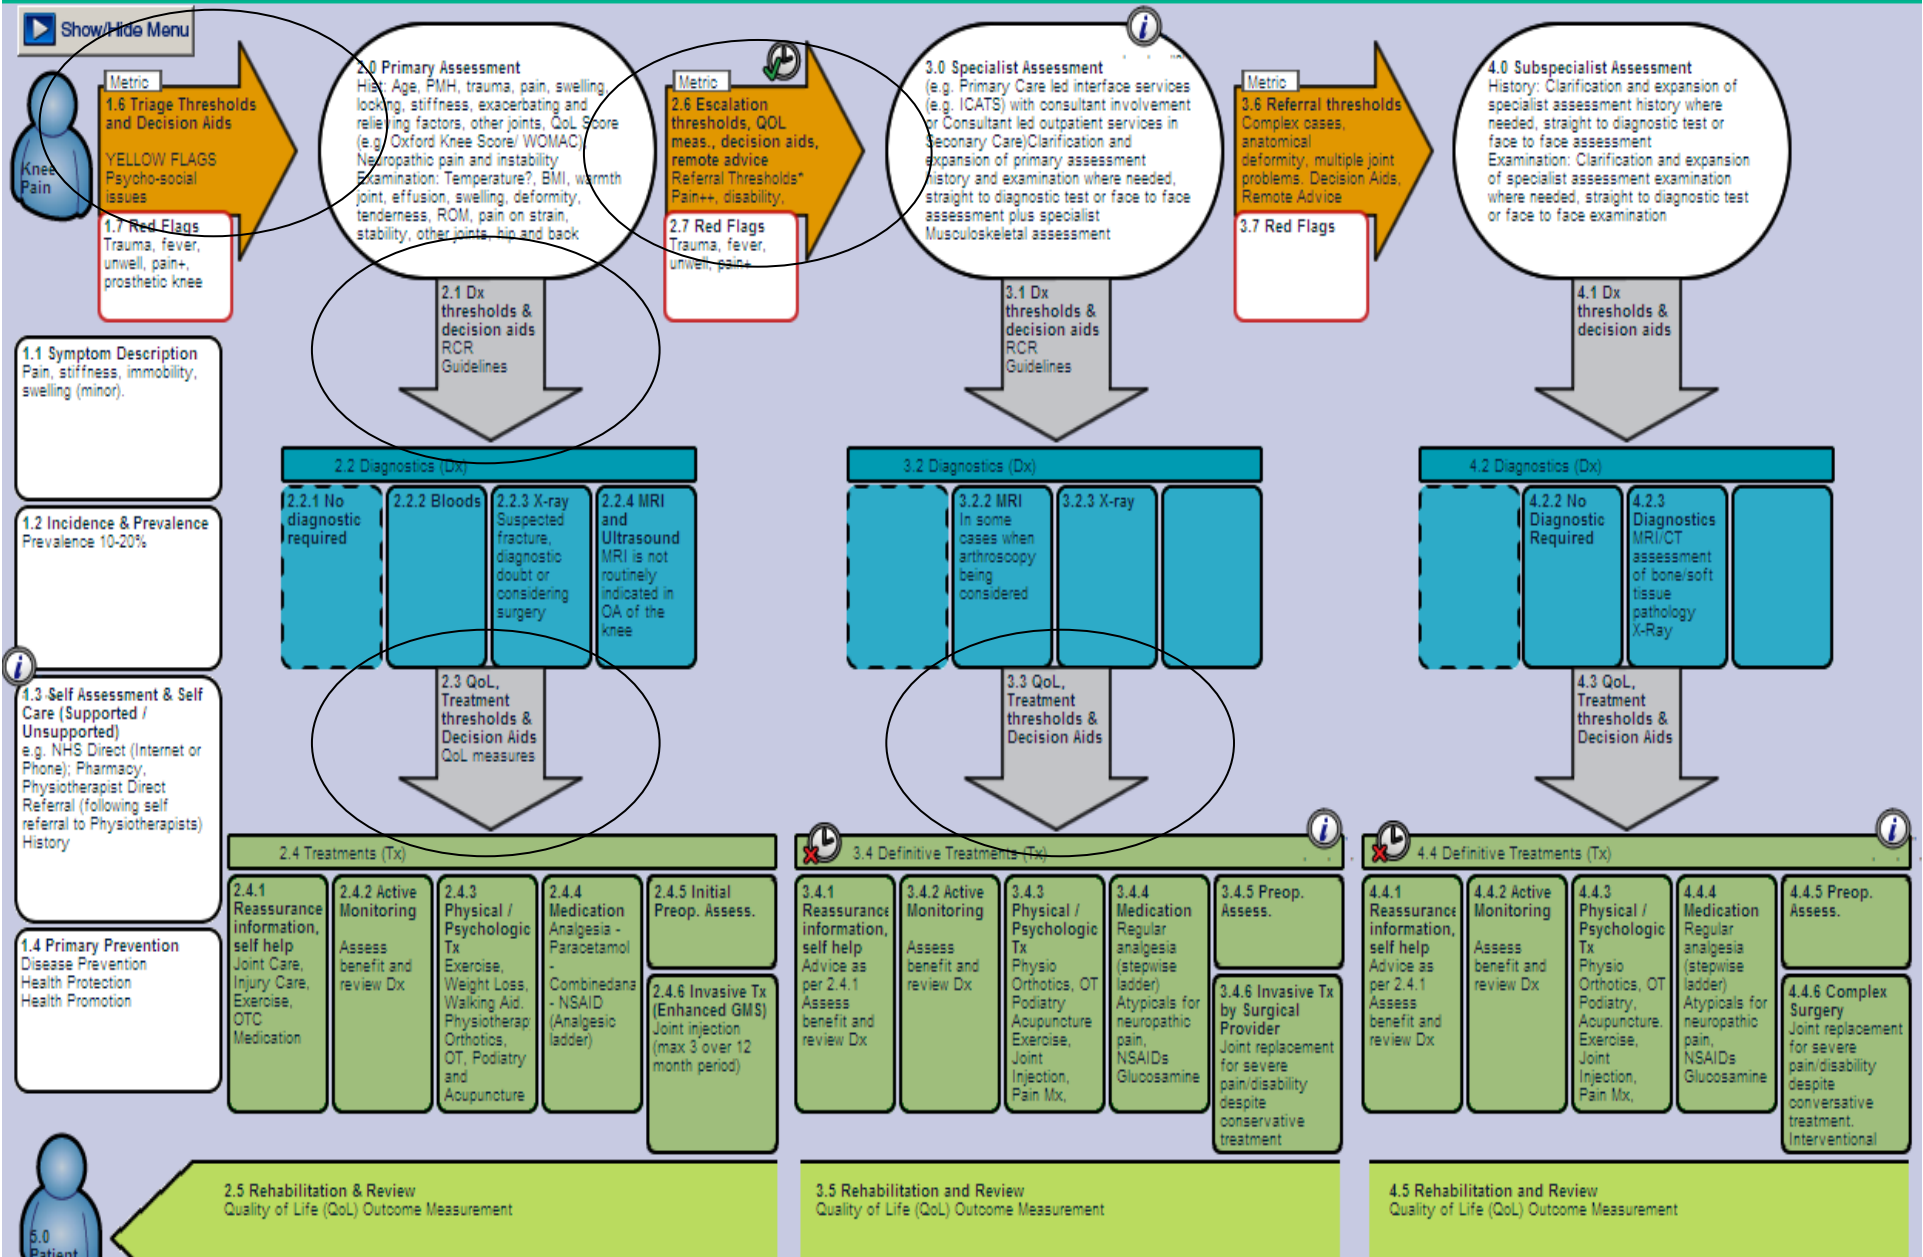 Show/Hide Menu
Knee
Pain
Metric
1.6 Triage Thresholds
and Decision Aids
YELLOW FLAGS
Psycho-social
issues
1.7 Red Flags
Trauma, fever,
unwell, pain+,
prosthetic knee
2.0 Primary Assessment
Hist: Age, PMH, trauma, pain, swelling,
locking, stiffness, exacerbating and
relieving factors, other joints, QoL Score
(e.g. Oxford Knee Score/ WOMAC)
Neuropathic pain and instability
Examination: Temperature?, BMI, warmth
joint, effusion, swelling, deformity,
tenderness, ROM, pain on strain,
stability, other joints, hip and back
Metric
2.6 Escalation
thresholds, QOL
meas., decision aids,
remote advice
Referral Thresholds*
Pain++, disability,
2.7 Red Flags
Trauma, fever,
unwell, pain+
3.0 Specialist Assessment
(e.g. Primary Care led interface services
(e.g. ICATS) with consultant involvement
or Consultant led outpatient services in
Seconary Care)Clarification and
expansion of primary assessment
history and examination where needed,
straight to diagnostic test or face to face
assessment plus specialist
Musculoskeletal assessment
Metric
3.6 Referral thresholds
Complex cases,
anatomical
deformity, multiple joint
problems, Decision Aids,
Remote Advice
3.7 Red Flags
4.0 Subspecialist Assessment
History: Clarification and expansion of
specialist assessment history where
needed, straight to diagnostic test or
face to face assessment
Examination: Clarification and expansion
of specialist assessment examination
where needed, straight to diagnostic test
or face to face examination
2.1 Dx
thresholds &
decision aids
RCR
Guidelines
3.1 Dx
thresholds &
decision aids
RCR
Guidelines
4.1 Dx
thresholds &
decision aids
1.1 Symptom Description
Pain, stiffness, immobility,
swelling (minor).
1.2 Incidence & Prevalence
Prevalence 10-20%
1.3 Self Assessment & Self
Care (Supported /
Unsupported)
e.g. NHS Direct (Internet or
Phone); Pharmacy,
Physiotherapist Direct
Referral (following self
referral to Physiotherapists)
History
1.4 Primary Prevention
Disease Prevention
Health Protection
Health Promotion
2.2 Diagnostics (Dx)
2.2.1 No
diagnostic
required
2.2.2 Bloods
2.2.3 X-ray
Suspected
fracture,
diagnostic
doubt or
considering
surgery
2.2.4 MRI
and
Ultrasound
MRI is not
routinely
indicated in
OA of the
knee
3.2 Diagnostics (Dx)
3.2.2 MRI
In some
cases when
arthroscopy
being
considered
3.2.3 X-ray
4.2 Diagnostics (Dx)
4.2.2 No
Diagnostic
Required
4.2.3
Diagnostics
MRI/CT
assessment
of bone/soft
tissue
pathology
X-Ray
2.3 QoL,
Treatment
thresholds &
Decision Aids
QoL measures
3.3 QoL,
Treatment
thresholds &
Decision Aids
4.3 QoL,
Treatment
thresholds &
Decision Aids
2.4 Treatments (Tx)
2.4.1
Reassurance
information,
self help
Joint Care,
Injury Care,
Exercise,
OTC
Medication
2.4.2 Active
Monitoring
Assess
benefit and
review Dx
2.4.3
Physical /
Psychologic
Tx
Exercise,
Weight Loss,
Walking Aid.
Physiotherap
Orthotics,
OT, Podiatry
and
Acupuncture
2.4.4
Medication
Analgesia -
Paracetamol
-
Combinedana
- NSAID
(Analgesic
ladder)
2.4.5 Initial
Preop. Assess.
2.4.6 Invasive Tx
(Enhanced GMS)
Joint injection
(max 3 over 12
month period)
3.4 Definitive Treatments (Tx)
3.4.1
Reassurance
information,
self help
Advice as
per 2.4.1
Assess
benefit and
review Dx
3.4.2 Active
Monitoring
Assess
benefit and
review Dx
3.4.3
Physical /
Psychologic
Tx
Physio
Orthotics, OT
Podiatry
Acupuncture
Exercise,
Joint
Injection,
Pain Mx,
3.4.4
Medication
Regular
analgesia
(stepwise
ladder)
Atypicals for
neuropathic
pain,
NSAIDs
Glucosamine
3.4.5 Preop.
Assess.
3.4.6 Invasive Tx
by Surgical
Provider
Joint replacement
for severe
pain/disability
despite
conservative
treatment
4.4 Definitive Treatments (Tx)
4.4.1
Reassurance
information,
self help
Advice as
per 2.4.1
Assess
benefit and
review Dx
4.4.2 Active
Monitoring
Assess
benefit and
review Dx
4.4.3
Physical /
Psychologic
Tx
Physio
Orthotics, OT
Podiatry,
Acupuncture.
Exercise,
Joint
Injection,
Pain Mx,
4.4.4
Medication
Regular
analgesia
(stepwise
ladder)
Atypicals for
neuropathic
pain,
NSAIDs
Glucosamine
4.4.5 Preop.
Assess.
4.4.6 Complex
Surgery
Joint replacement
for severe
pain/disability
despite
conversative
treatment.
Interventional
2.5 Rehabilitation & Review
Quality of Life (QoL) Outcome Measurement
3.5 Rehabilitation and Review
Quality of Life (QoL) Outcome Measurement
4.5 Rehabilitation and Review
Quality of Life (QoL) Outcome Measurement
5.0
Patient